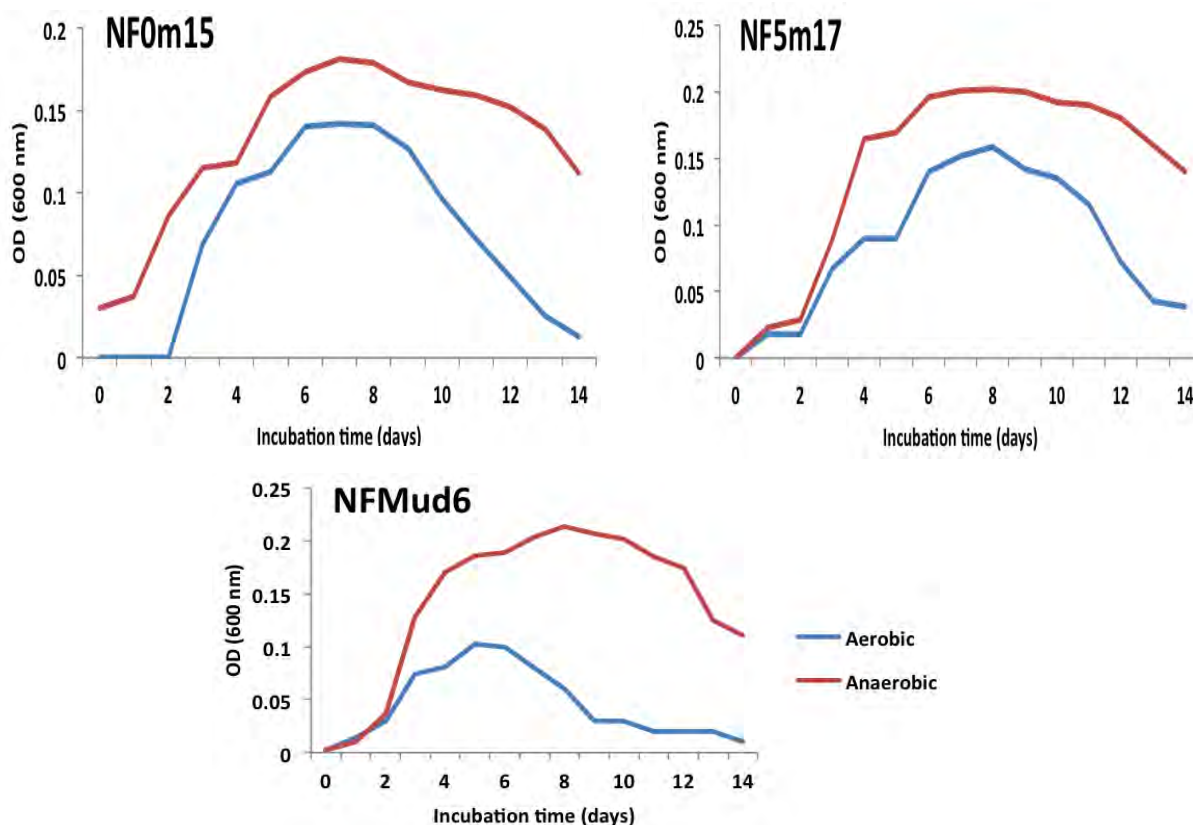 NF0m15
0.2
0.15
0.1
0.05
0
OD (600 nm)
0 2 4 6 8 10 12 14
Incubation time (days)
NF5m17
0.25
0.2
0.15
0.1
0.05
0
OD (600 nm)
0 2 4 6 8 10 12 14
Incubation time (days)
NFMud6
0.25
0.2
0.15
0.1
0.05
0
OD (600 nm)
0 2 4 6 8 10 12 14
Incubation time (days)
Aerobic
Anaerobic